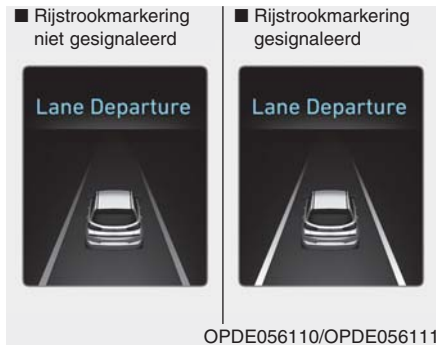 ■ Rijstrookmarkering
niet gesignaleerd
■ Rijstrookmarkering
gesignaleerd
Lane Departure
Lane Departure
OPDE056110/OPDE056111